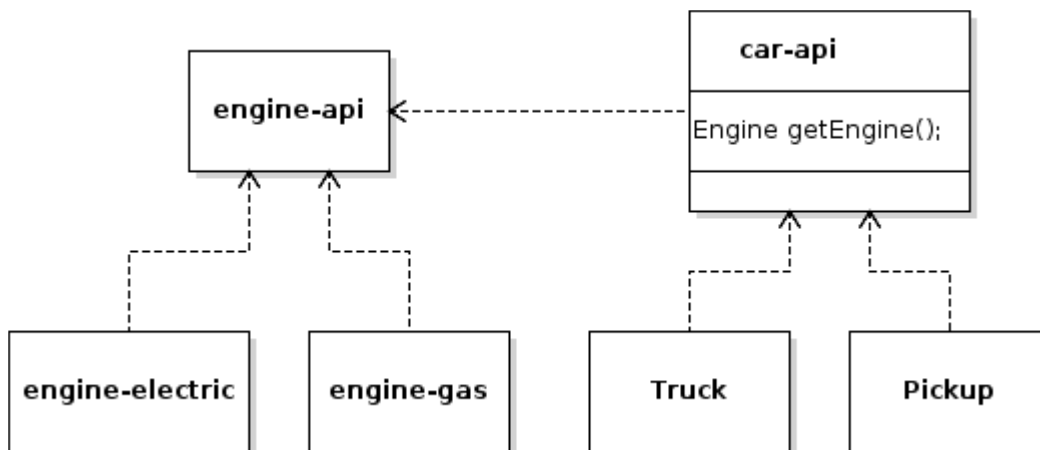 car-api
engine-api
Engine getEngine();
engine-electric
engine-gas
Truck
Pickup